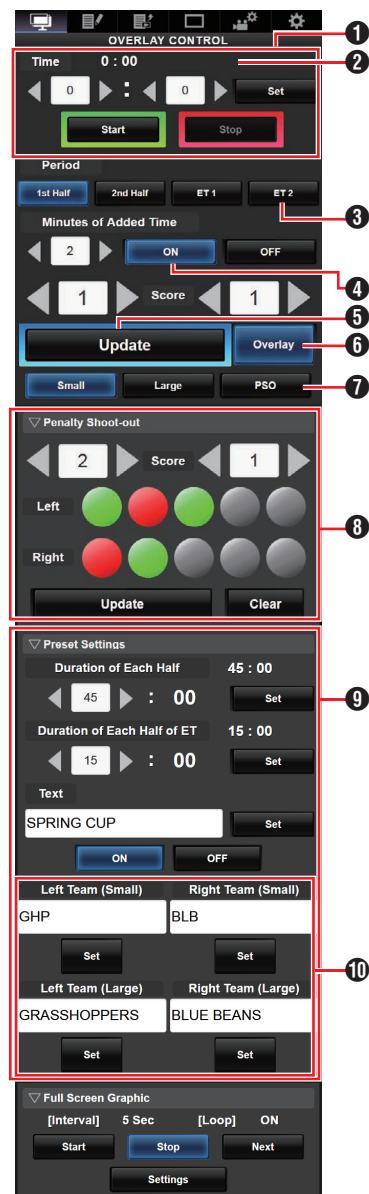 OVERLAY CONTROL
1
Time 0 : 00
2
0 : 0 Set
Start Stop
Period
1st Half 2nd Half ET 1 ET 2
3
Minutes of Added Time
2 ON OFF
4
1 Score 1
5
Update Overlay
6
Small Large PSO
7
▽ Penalty Shoot-out
2 Score 1
Left
8
Right
Update Clear
▽ Preset Settings
9
Duration of Each Half 45 : 00
45 : 00 Set
Duration of Each Half of ET 15 : 00
15 : 00 Set
Text
SPRING CUP Set
ON OFF
Left Team (Small) Right Team (Small)
GHP BLB
Set Set
10
Left Team (Large) Right Team (Large)
GRASSHOPPERS BLUE BEANS
Set Set
▽ Full Screen Graphic
[Interval] 5 Sec [Loop] ON
Start Stop Next
Settings